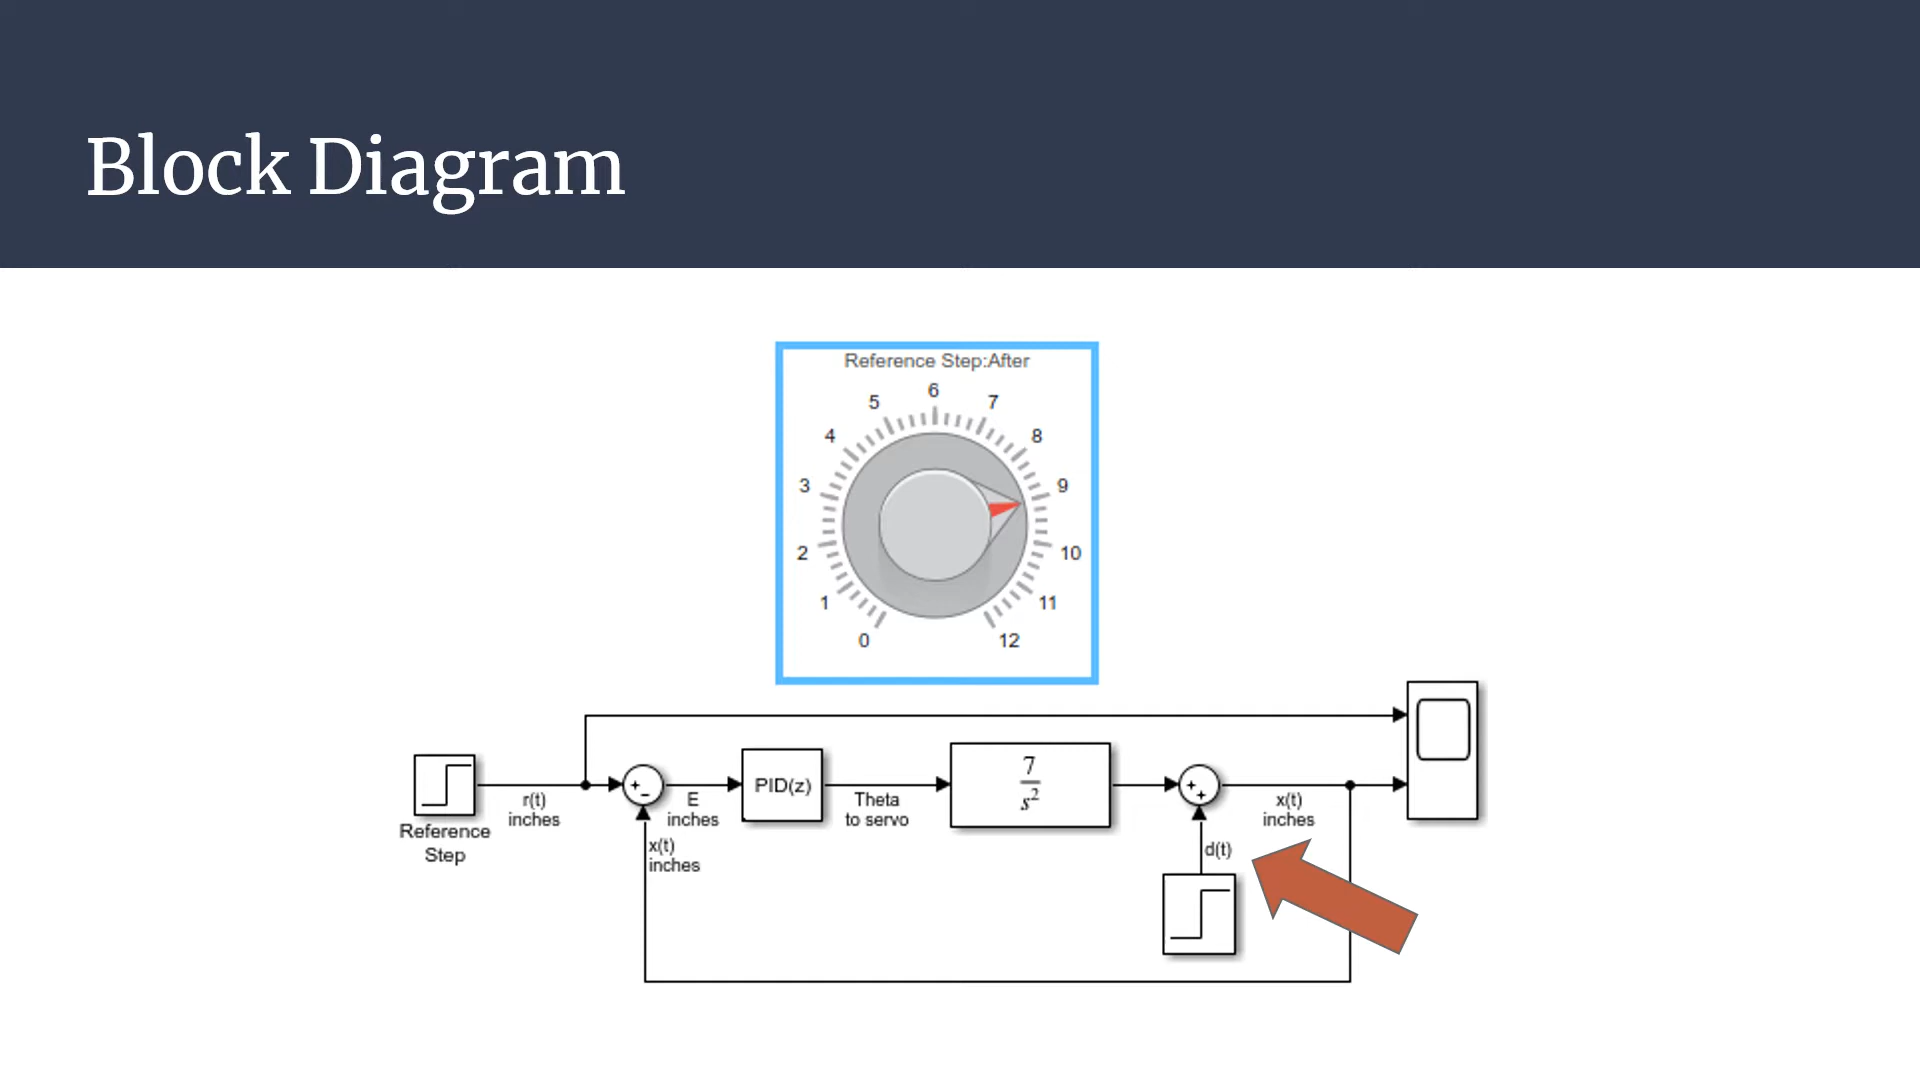 Block Diagram
Reference Step:After
6
5
7
4
8
3
9
2
10
1
11
0
12
7
s²
+
−
PID(z)
+
+
r(t)
inches
E
inches
Theta
to servo
x(t)
inches
Reference
Step
x(t)
inches
d(t)